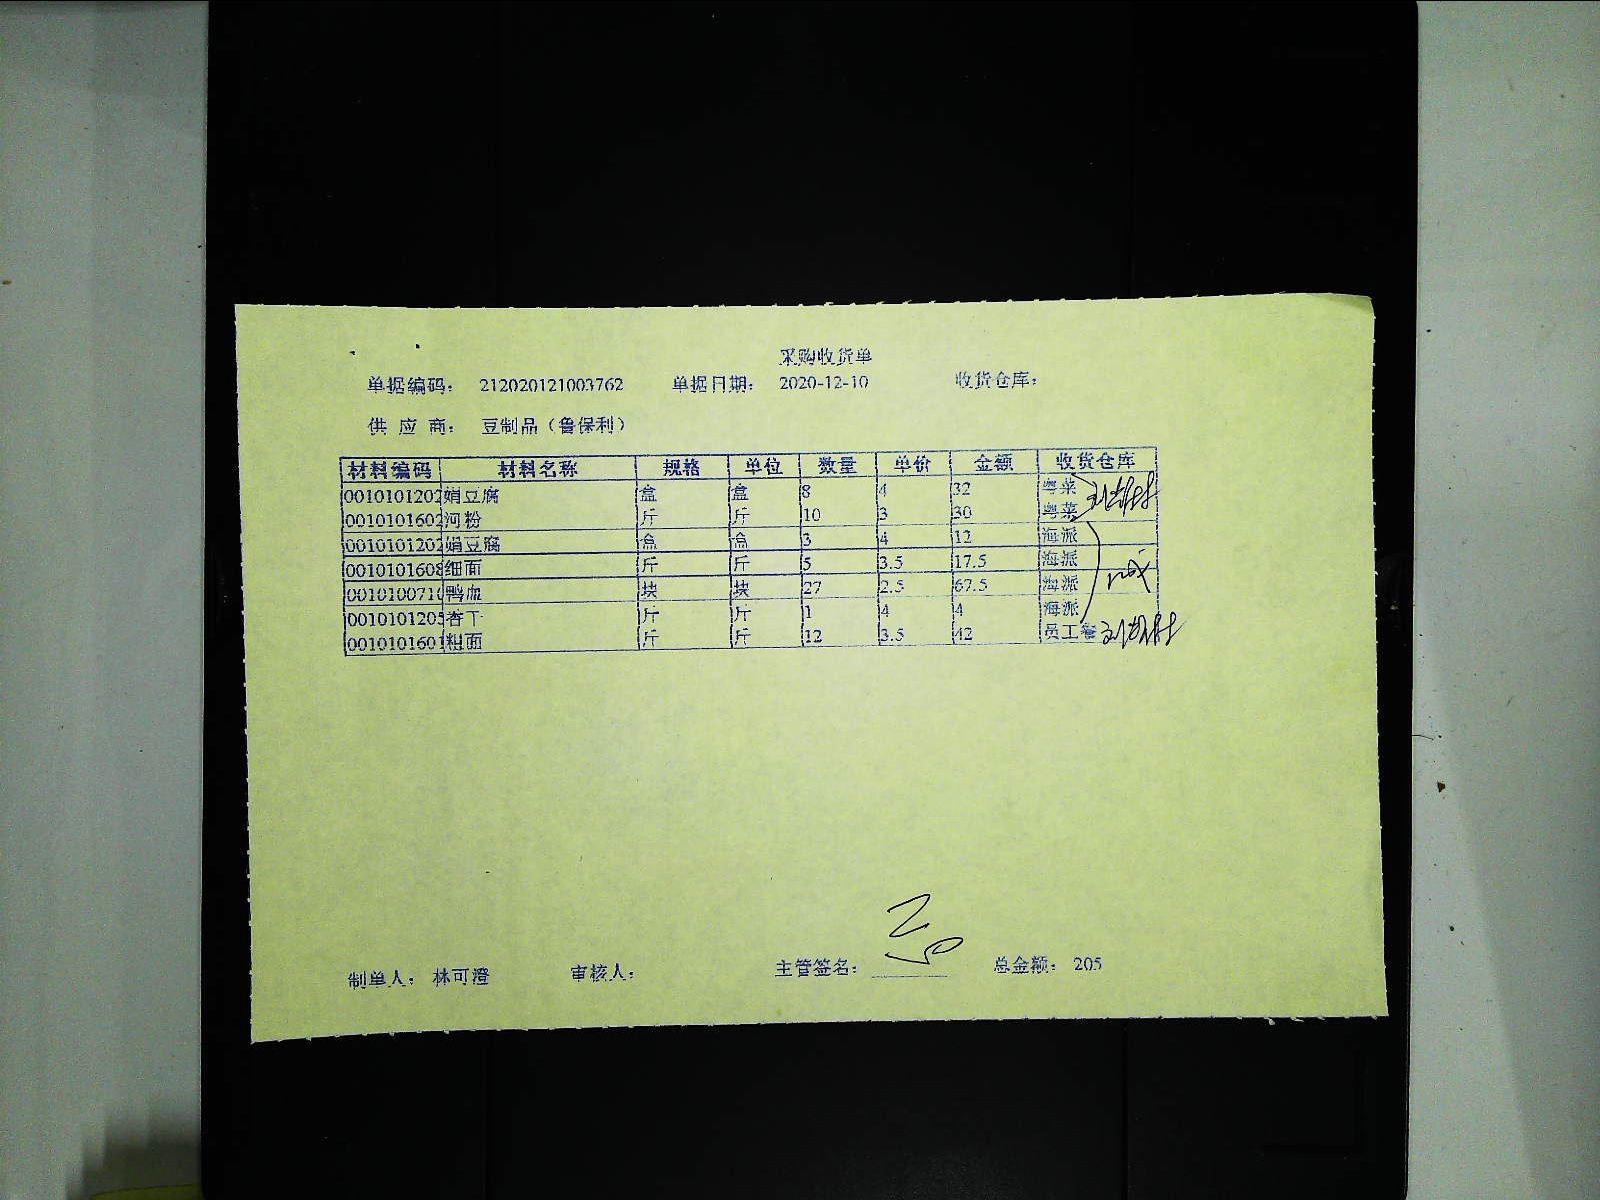 采购收货单
单据编码： 212020121003762 单据日期： 2020-12-10 收货仓库：
供 应 商： 豆制品（鲁保利）
材料编码 材料名称 规格 单位 数量 单价 金额 收货仓库
0010101202 娟豆腐 盒 盒 8 4 32 粤菜
0010101602 河粉 斤 斤 10 3 30 粤菜
0010101202 娟豆腐 盒 盒 3 4 12 海派
0010101608 细面 斤 斤 5 3.5 17.5 海派
0010100710 鸭血 块 块 27 2.5 67.5 海派
0010101205 香干 斤 斤 1 4 4 海派
0010101601 粗面 斤 斤 12 3.5 42 员工餐
制单人： 林可澄 审核人： 主管签名： 总金额： 205